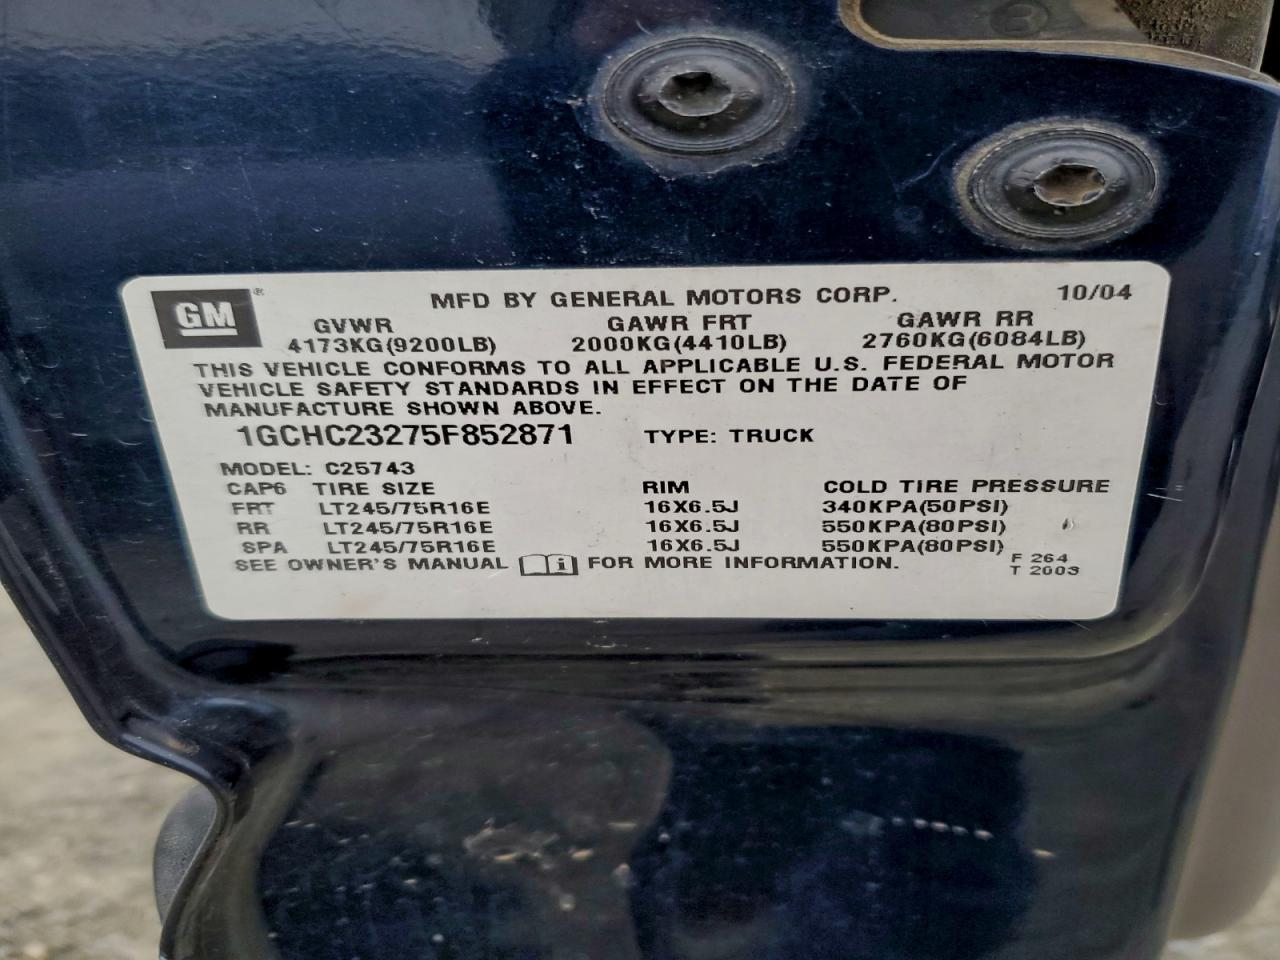 GM® MFD BY GENERAL MOTORS CORP. 10/04
GVWR GAWR FRT GAWR RR
4173KG(9200LB) 2000KG(4410LB) 2760KG(6084LB)
THIS VEHICLE CONFORMS TO ALL APPLICABLE U.S. FEDERAL MOTOR
VEHICLE SAFETY STANDARDS IN EFFECT ON THE DATE OF
MANUFACTURE SHOWN ABOVE.
1GCHC23275F852871 TYPE: TRUCK
MODEL: C25743
CAP6 TIRE SIZE RIM COLD TIRE PRESSURE
FRT LT245/75R16E 16X6.5J 340KPA(50PSI)
RR LT245/75R16E 16X6.5J 550KPA(80PSI)
SPA LT245/75R16E 16X6.5J 550KPA(80PSI)
SEE OWNER'S MANUAL i FOR MORE INFORMATION. F 264
T 2003